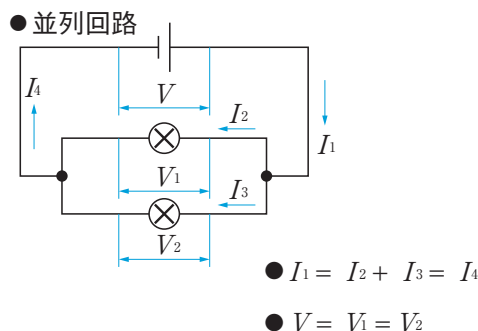 ● 並列回路
I4
V
I2
I1
V1
I3
V2
● I1 = I2 + I3 = I4
● V = V1 = V2